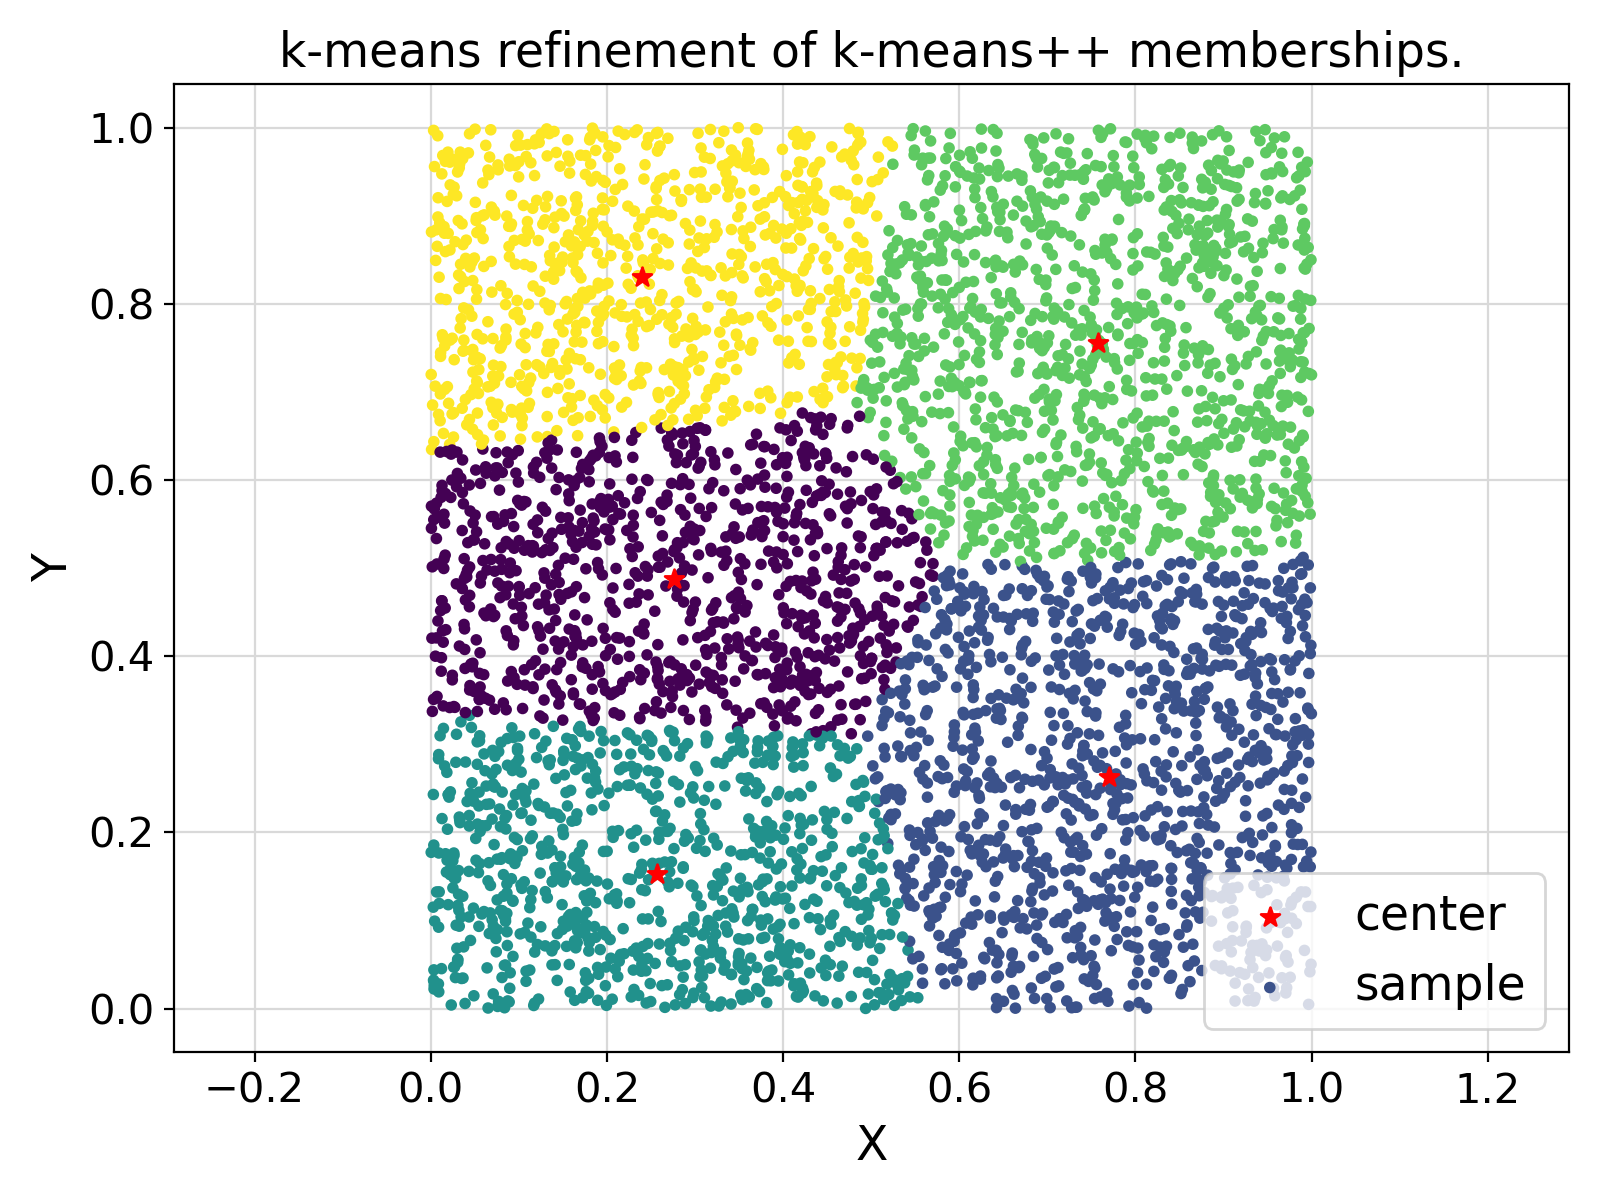 k-means refinement of k-means++ memberships.
1.0
0.8
0.6
0.4
0.2
0.0
Y
center
sample
−0.2 0.0 0.2 0.4 0.6 0.8 1.0 1.2
X